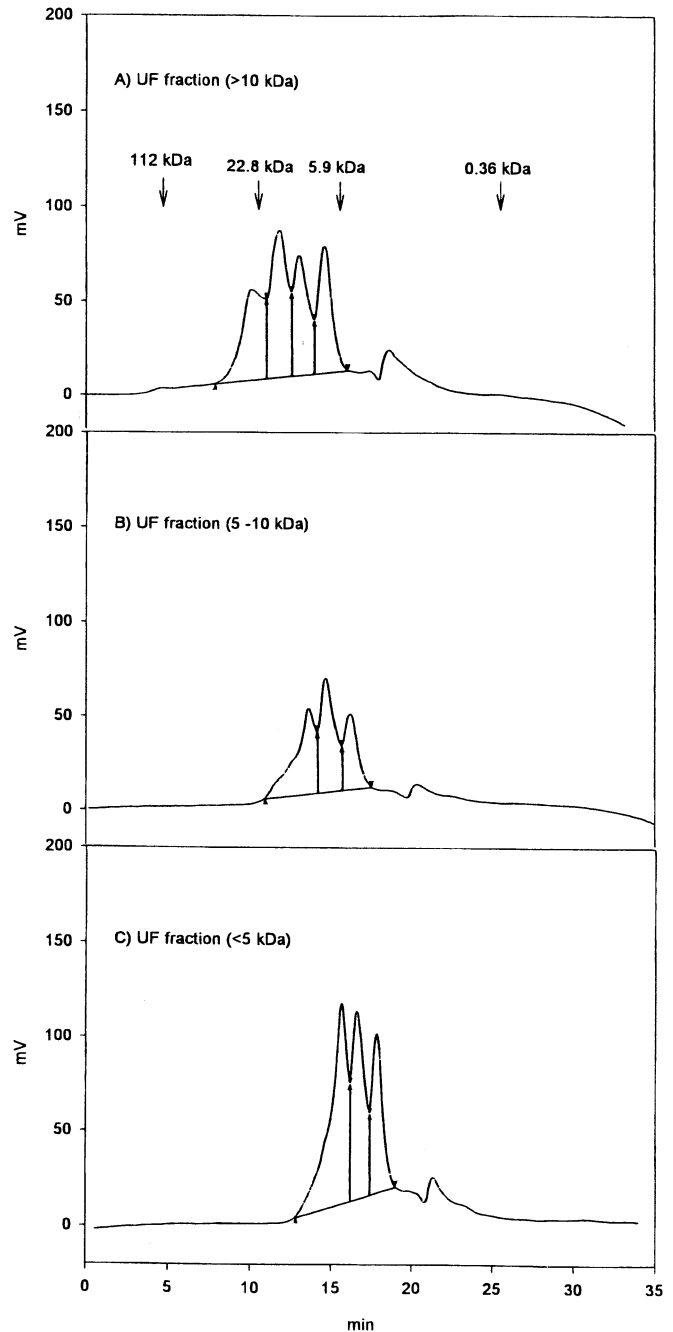 200
A) UF fraction (>10 kDa)
150
112 kDa
22.8 kDa
5.9 kDa
0.36 kDa
100
mV
50
0
200
B) UF fraction (5 -10 kDa)
150
100
mV
50
0
200
C) UF fraction (<5 kDa)
150
100
mV
50
0
0 5 10 15 20 25 30 35
min